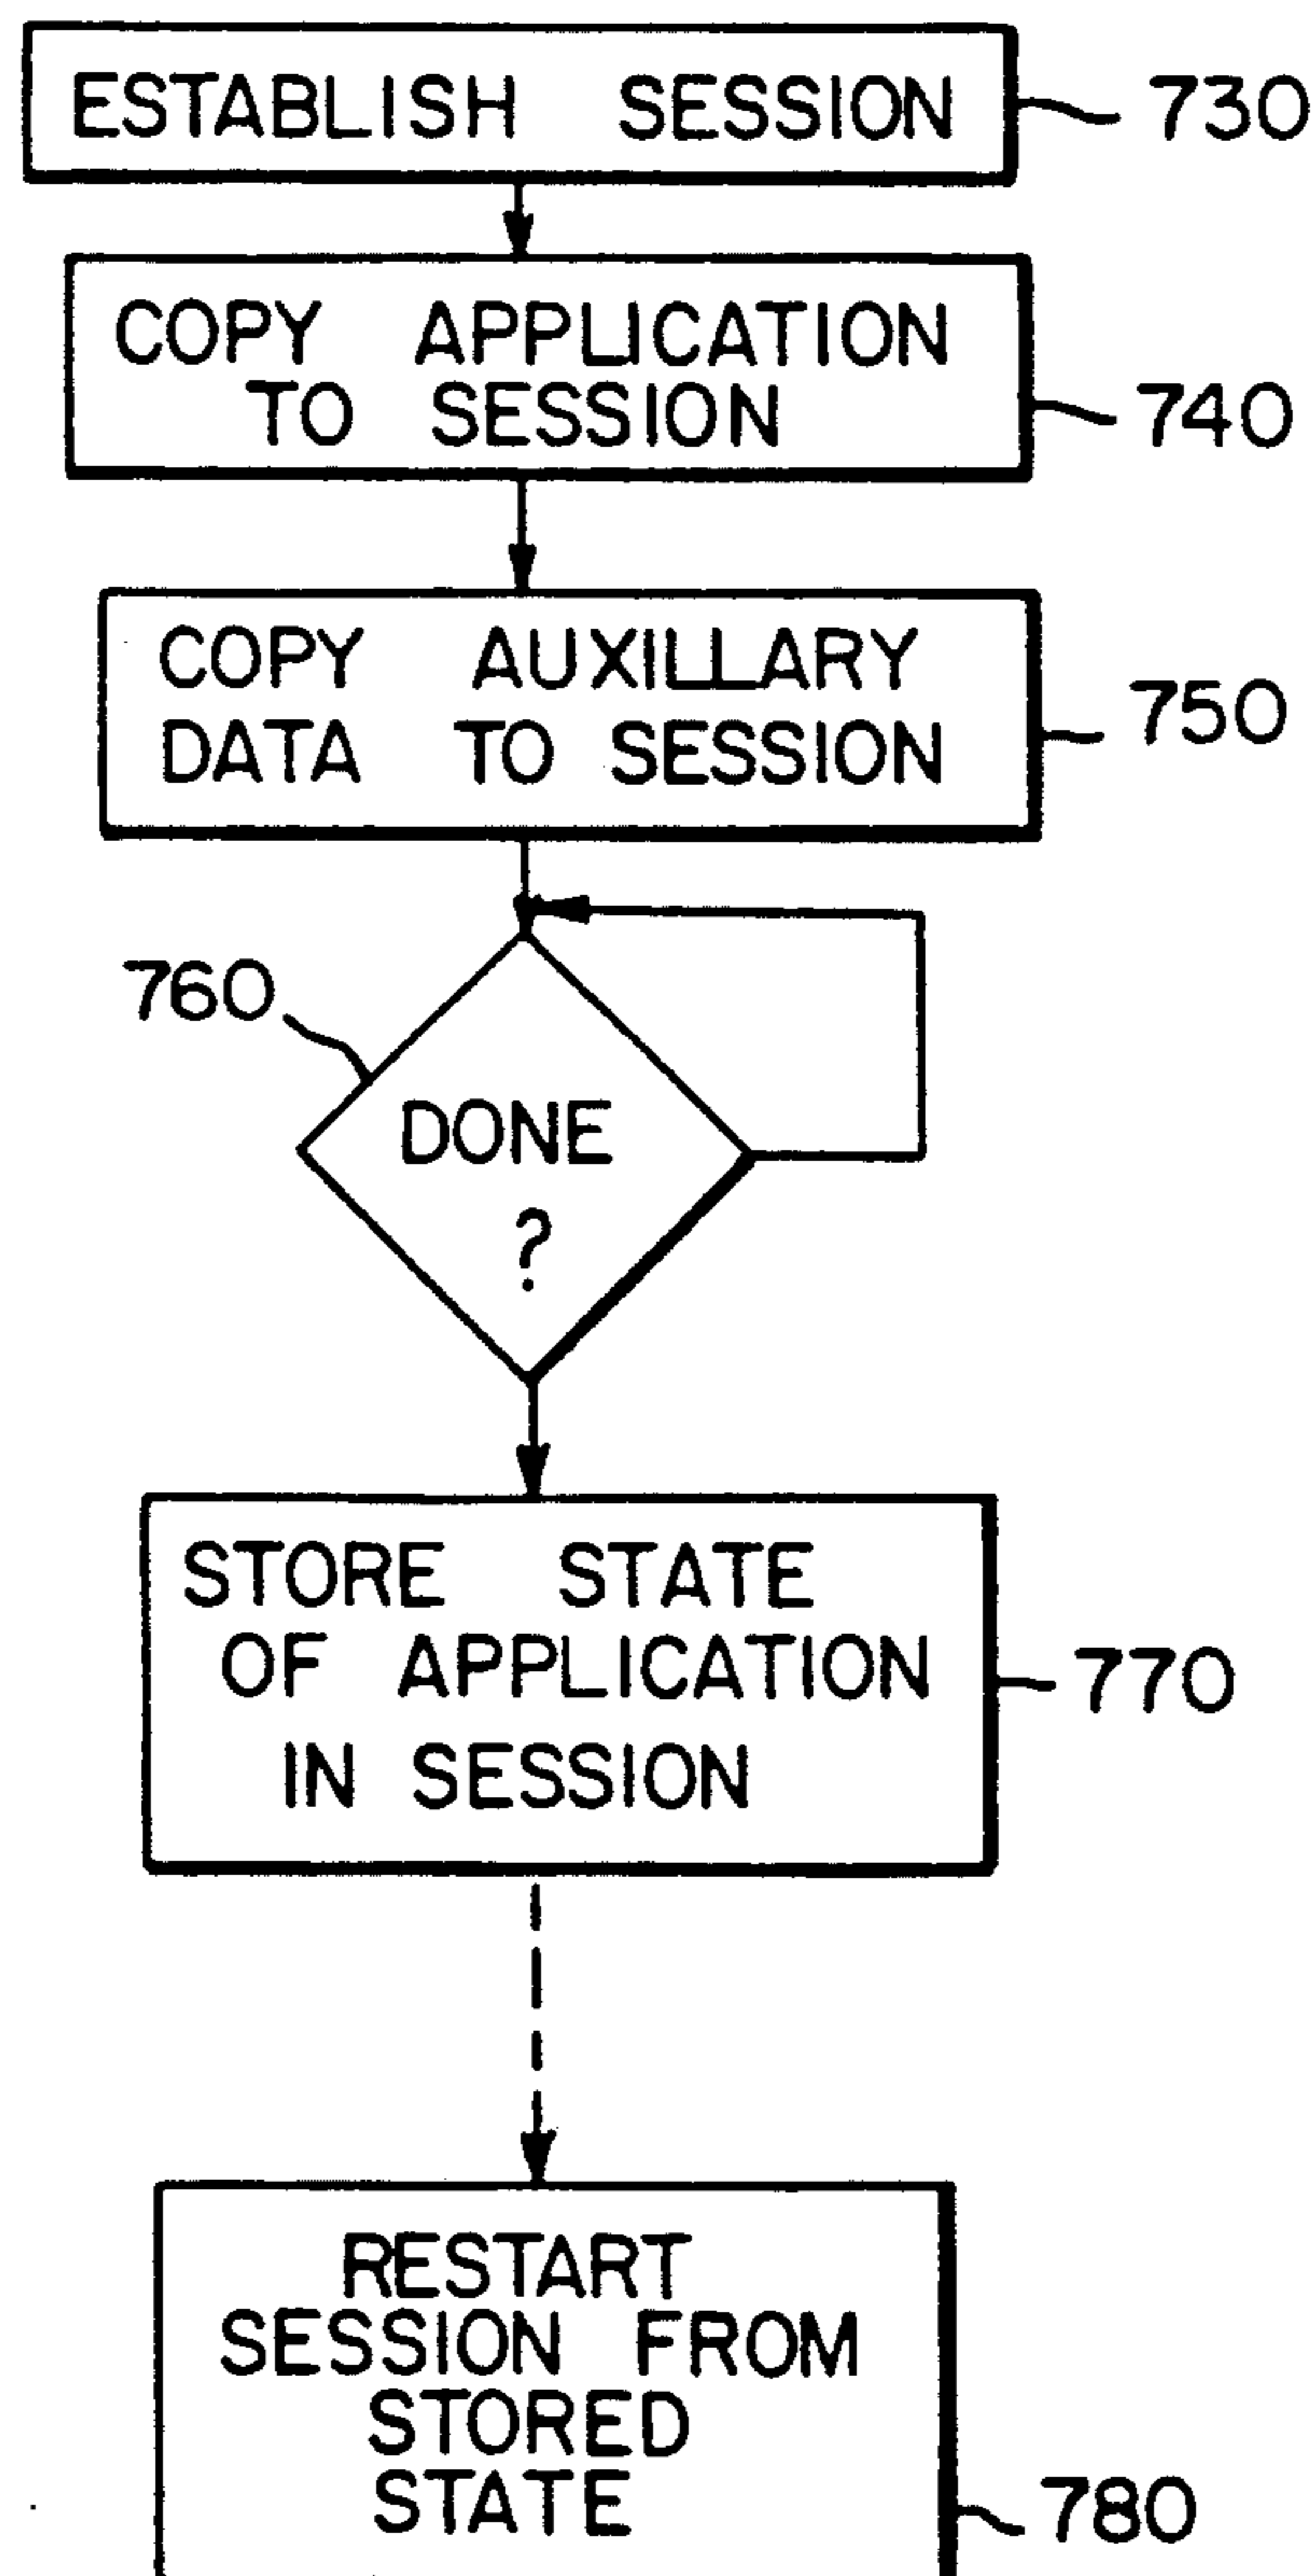 ESTABLISH SESSION
730
COPY APPLICATION
TO SESSION
740
COPY AUXILLARY
DATA TO SESSION
750
760
DONE
?
STORE STATE
OF APPLICATION
IN SESSION
770
RESTART
SESSION FROM
STORED
STATE
780